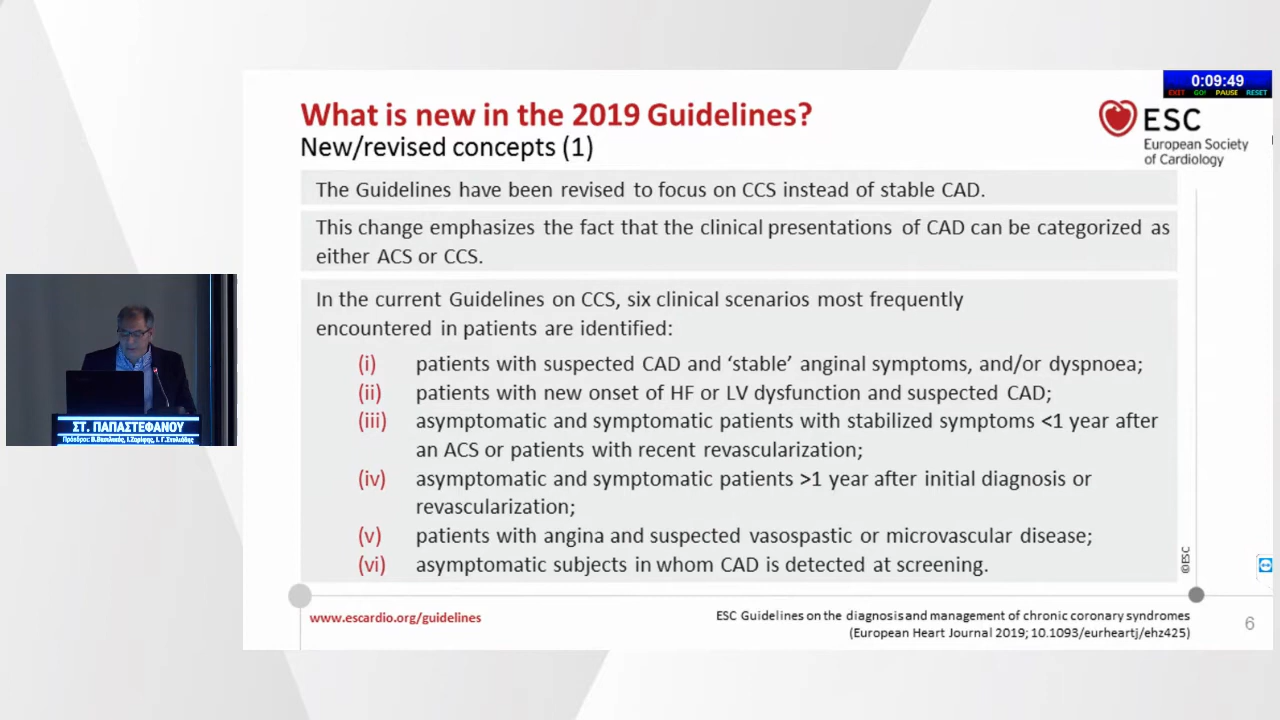 0:09:49
EXIT GO! PAUSE RESET
What is new in the 2019 Guidelines?
New/revised concepts (1)
ESC
European Society
of Cardiology
The Guidelines have been revised to focus on CCS instead of stable CAD.
This change emphasizes the fact that the clinical presentations of CAD can be categorized as
either ACS or CCS.
In the current Guidelines on CCS, six clinical scenarios most frequently
encountered in patients are identified:
(i) patients with suspected CAD and ‘stable’ anginal symptoms, and/or dyspnoea;
(ii) patients with new onset of HF or LV dysfunction and suspected CAD;
(iii) asymptomatic and symptomatic patients with stabilized symptoms <1 year after
an ACS or patients with recent revascularization;
(iv) asymptomatic and symptomatic patients >1 year after initial diagnosis or
revascularization;
(v) patients with angina and suspected vasospastic or microvascular disease;
(vi) asymptomatic subjects in whom CAD is detected at screening.
©ESC
www.escardio.org/guidelines
ESC Guidelines on the diagnosis and management of chronic coronary syndromes
(European Heart Journal 2019; 10.1093/eurheartj/ehz425)
6
ΣΤ. ΠΑΠΑΣΤΕΦΑΝΟΥ
Πρόεδροι: Β.Βασιλικός, Ι.Ζαρίφης, Ι. Γ.Στυλιάδης